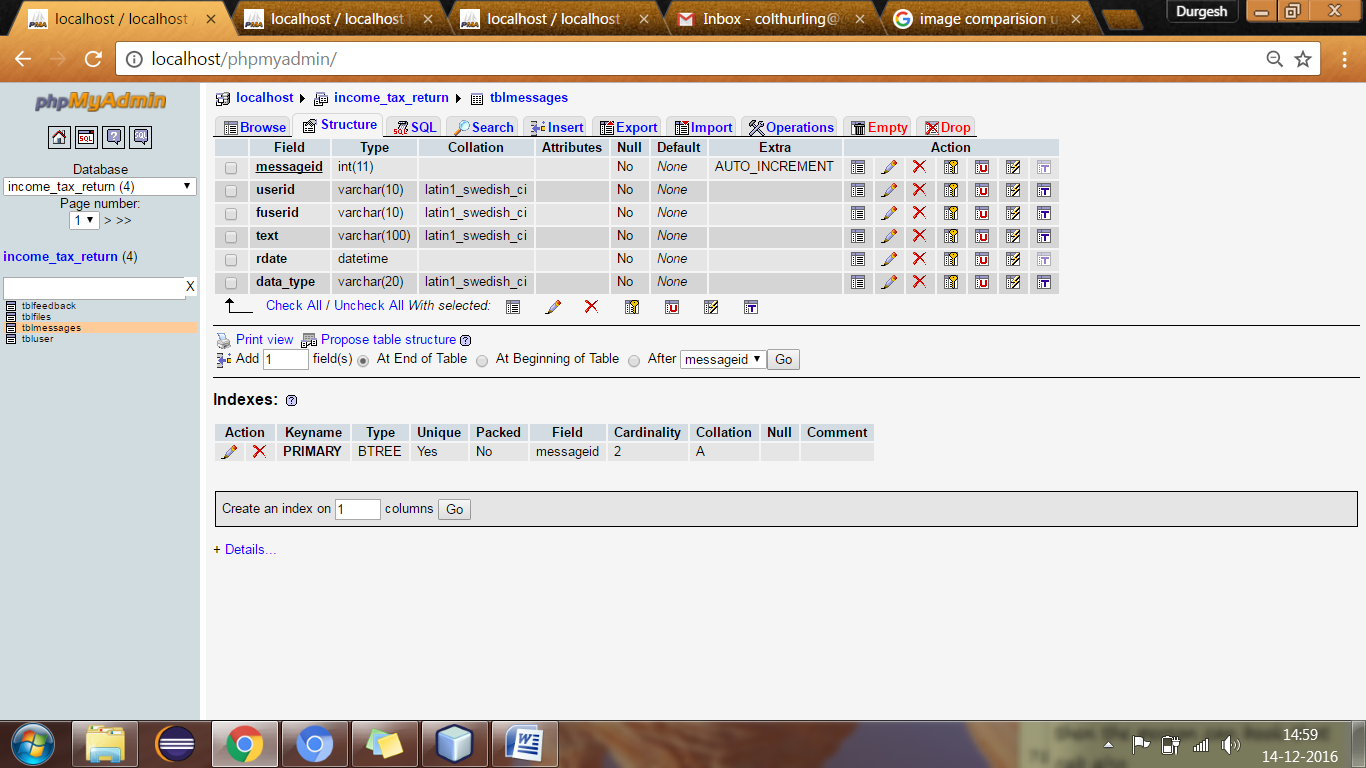 localhost / localhost /
localhost / localhost
localhost / localhost
Inbox - colthurling@
image comparision u
Durgesh
localhost/phpmyadmin/
phpMyAdmin
SQL
Database
income_tax_return (4)
Page number:
1 > >>
income_tax_return (4)
X
tblfeedback
tblfiles
tblmessages
tbluser
localhost income_tax_return tblmessages
Browse Structure SQL Search Insert Export Import Operations Empty Drop
Field Type Collation Attributes Null Default Extra Action
messageid int(11) No None AUTO_INCREMENT
userid varchar(10) latin1_swedish_ci No None
fuserid varchar(10) latin1_swedish_ci No None
text varchar(100) latin1_swedish_ci No None
rdate datetime No None
data_type varchar(20) latin1_swedish_ci No None
Check All / Uncheck All With selected:
Print view Propose table structure
Add 1 field(s) At End of Table At Beginning of Table After messageid Go
Indexes:
Action Keyname Type Unique Packed Field Cardinality Collation Null Comment
PRIMARY BTREE Yes No messageid 2 A
Create an index on 1 columns Go
+ Details...
14:59
14-12-2016